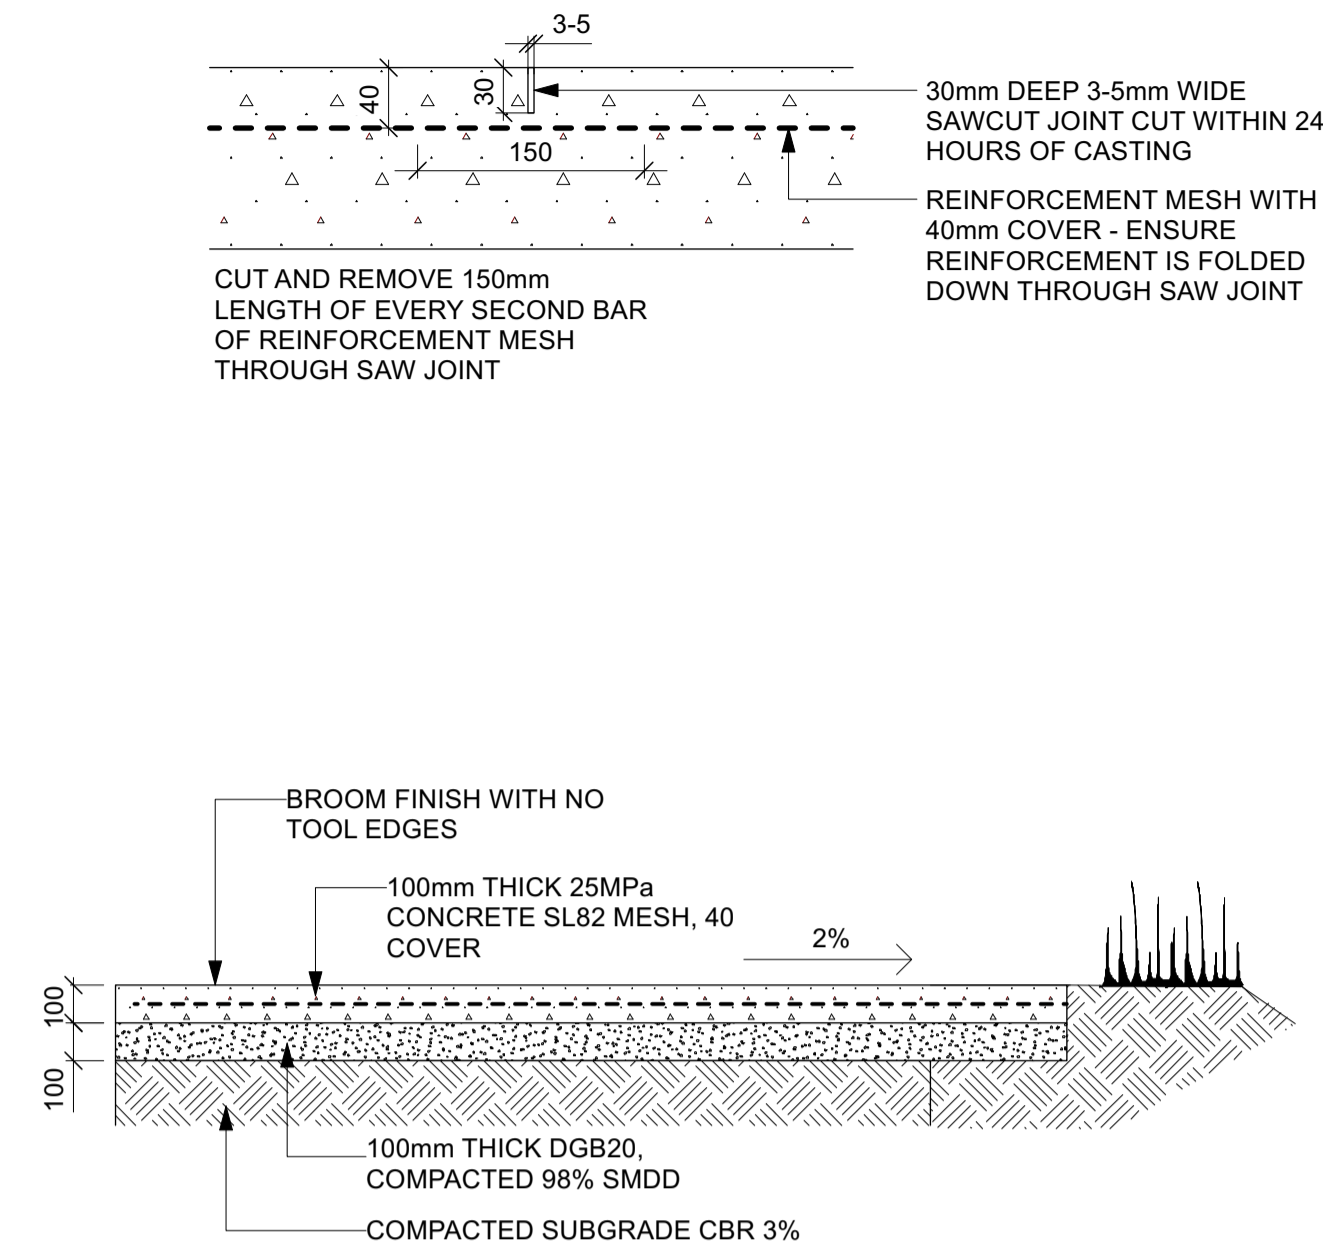 3-5
40
30
150
30mm DEEP 3-5mm WIDE
SAWCUT JOINT CUT WITHIN 24
HOURS OF CASTING
REINFORCEMENT MESH WITH
40mm COVER - ENSURE
REINFORCEMENT IS FOLDED
DOWN THROUGH SAW JOINT
CUT AND REMOVE 150mm
LENGTH OF EVERY SECOND BAR
OF REINFORCEMENT MESH
THROUGH SAW JOINT
BROOM FINISH WITH NO
TOOL EDGES
100mm THICK 25MPa
CONCRETE SL82 MESH, 40
COVER
2%
100
100
100mm THICK DGB20,
COMPACTED 98% SMDD
COMPACTED SUBGRADE CBR 3%